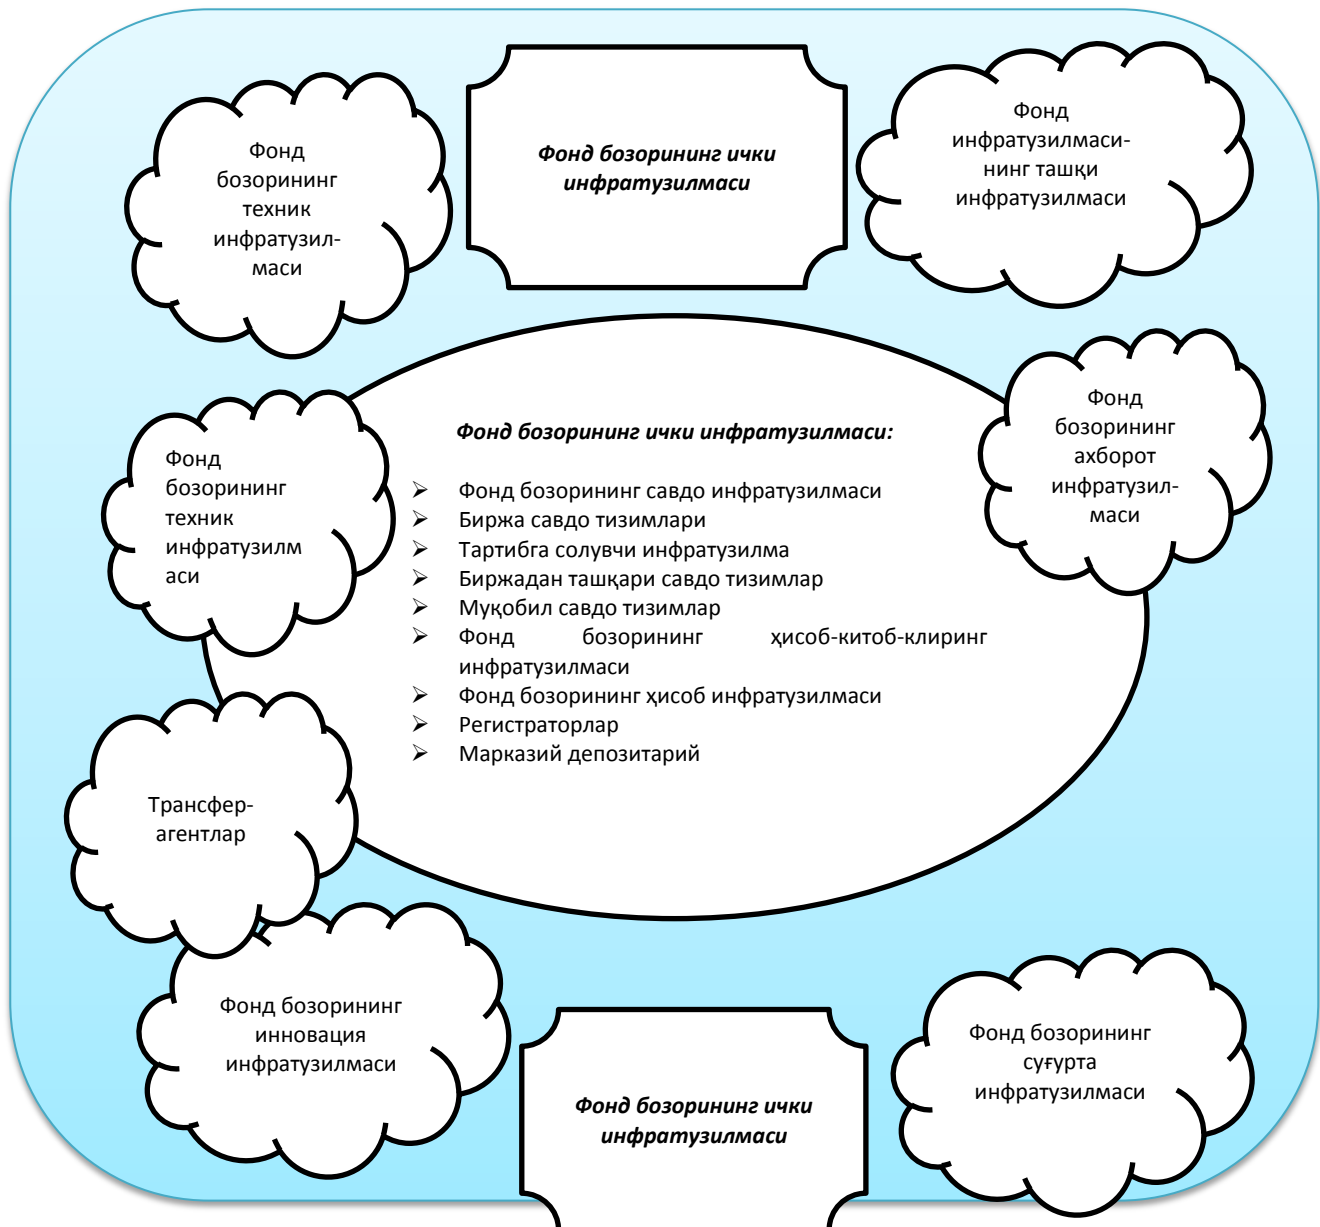 Фонд
бозорининг
техник
инфратузил-
маси
Фонд бозорининг ички
инфратузилмаси
Фонд
инфратузилмаси-
нинг ташқи
инфратузилмаси
Фонд
бозорининг
техник
инфратузилм
аси
Фонд бозорининг ички инфратузилмаси:
➢ Фонд бозорининг савдо инфратузилмаси
➢ Биржа савдо тизимлари
➢ Тартибга солувчи инфратузилма
➢ Биржадан ташқари савдо тизимлар
➢ Муқобил савдо тизимлар
➢ Фонд бозорининг ҳисоб-китоб-клиринг
инфратузилмаси
➢ Фонд бозорининг ҳисоб инфратузилмаси
➢ Регистраторлар
➢ Марказий депозитарий
Фонд
бозорининг
ахборот
инфратузил-
маси
Трансфер-
агентлар
Фонд бозорининг
инновация
инфратузилмаси
Фонд бозорининг ички
инфратузилмаси
Фонд бозорининг
суғурта
инфратузилмаси